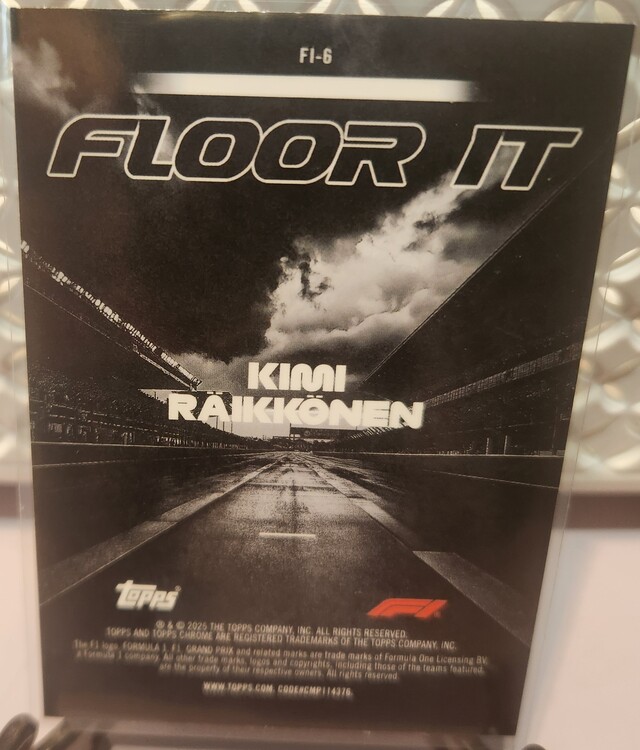 FI-6
FLOOR IT
KIMI
RÄIKKÖNEN
Topps®
F1
® & © 2025 THE TOPPS COMPANY, INC. ALL RIGHTS RESERVED.
TOPPS AND TOPPS CHROME ARE REGISTERED TRADEMARKS OF THE TOPPS COMPANY, INC.
The F1 logo, FORMULA 1, F1, GRAND PRIX and related marks are trade marks of Formula One Licensing BV,
a Formula 1 company. All other trade marks, logos and copyrights, including those of the teams featured,
are the property of their respective owners. All rights reserved.
WWW.TOPPS.COM CODE#CMP114276